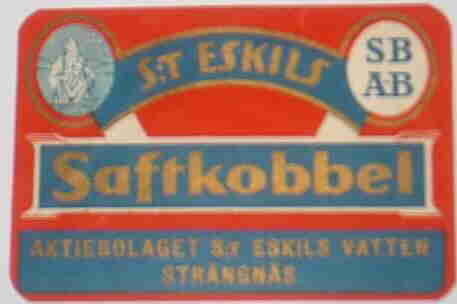 S:T ESKILS
SB
AB
Saftkobbel
AKTIEBOLAGET S:T ESKILS VATTEN
STRÄNGNÄS